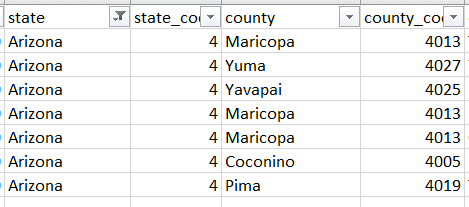 state state_co county county_co
Arizona 4 Maricopa 4013
Arizona 4 Yuma 4027
Arizona 4 Yavapai 4025
Arizona 4 Maricopa 4013
Arizona 4 Maricopa 4013
Arizona 4 Coconino 4005
Arizona 4 Pima 4019